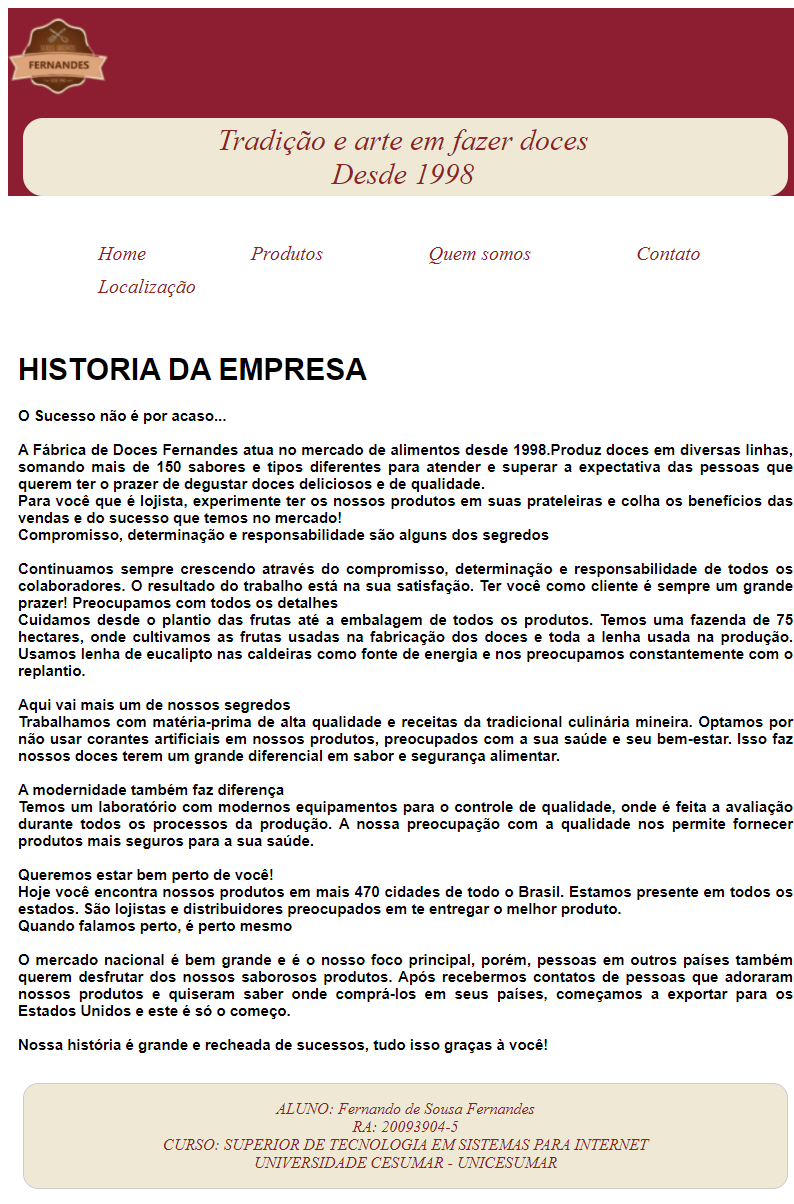 FERNANDES
Tradição e arte em fazer doces
Desde 1998
Home Produtos Quem somos Contato
Localização
HISTORIA DA EMPRESA
O Sucesso não é por acaso...
A Fábrica de Doces Fernandes atua no mercado de alimentos desde 1998.Produz doces em diversas linhas,
somando mais de 150 sabores e tipos diferentes para atender e superar a expectativa das pessoas que
querem ter o prazer de degustar doces deliciosos e de qualidade.
Para você que é lojista, experimente ter os nossos produtos em suas prateleiras e colha os benefícios das
vendas e do sucesso que temos no mercado!
Compromisso, determinação e responsabilidade são alguns dos segredos
Continuamos sempre crescendo através do compromisso, determinação e responsabilidade de todos os
colaboradores. O resultado do trabalho está na sua satisfação. Ter você como cliente é sempre um grande
prazer! Preocupamos com todos os detalhes
Cuidamos desde o plantio das frutas até a embalagem de todos os produtos. Temos uma fazenda de 75
hectares, onde cultivamos as frutas usadas na fabricação dos doces e toda a lenha usada na produção.
Usamos lenha de eucalipto nas caldeiras como fonte de energia e nos preocupamos constantemente com o
replantio.
Aqui vai mais um de nossos segredos
Trabalhamos com matéria-prima de alta qualidade e receitas da tradicional culinária mineira. Optamos por
não usar corantes artificiais em nossos produtos, preocupados com a sua saúde e seu bem-estar. Isso faz
nossos doces terem um grande diferencial em sabor e segurança alimentar.
A modernidade também faz diferença
Temos um laboratório com modernos equipamentos para o controle de qualidade, onde é feita a avaliação
durante todos os processos da produção. A nossa preocupação com a qualidade nos permite fornecer
produtos mais seguros para a sua saúde.
Queremos estar bem perto de você!
Hoje você encontra nossos produtos em mais 470 cidades de todo o Brasil. Estamos presente em todos os
estados. São lojistas e distribuidores preocupados em te entregar o melhor produto.
Quando falamos perto, é perto mesmo
O mercado nacional é bem grande e é o nosso foco principal, porém, pessoas em outros países também
querem desfrutar dos nossos saborosos produtos. Após recebermos contatos de pessoas que adoraram
nossos produtos e quiseram saber onde comprá-los em seus países, começamos a exportar para os
Estados Unidos e este é só o começo.
Nossa história é grande e recheada de sucessos, tudo isso graças à você!
ALUNO: Fernando de Sousa Fernandes
RA: 20093904-5
CURSO: SUPERIOR DE TECNOLOGIA EM SISTEMAS PARA INTERNET
UNIVERSIDADE CESUMAR - UNICESUMAR